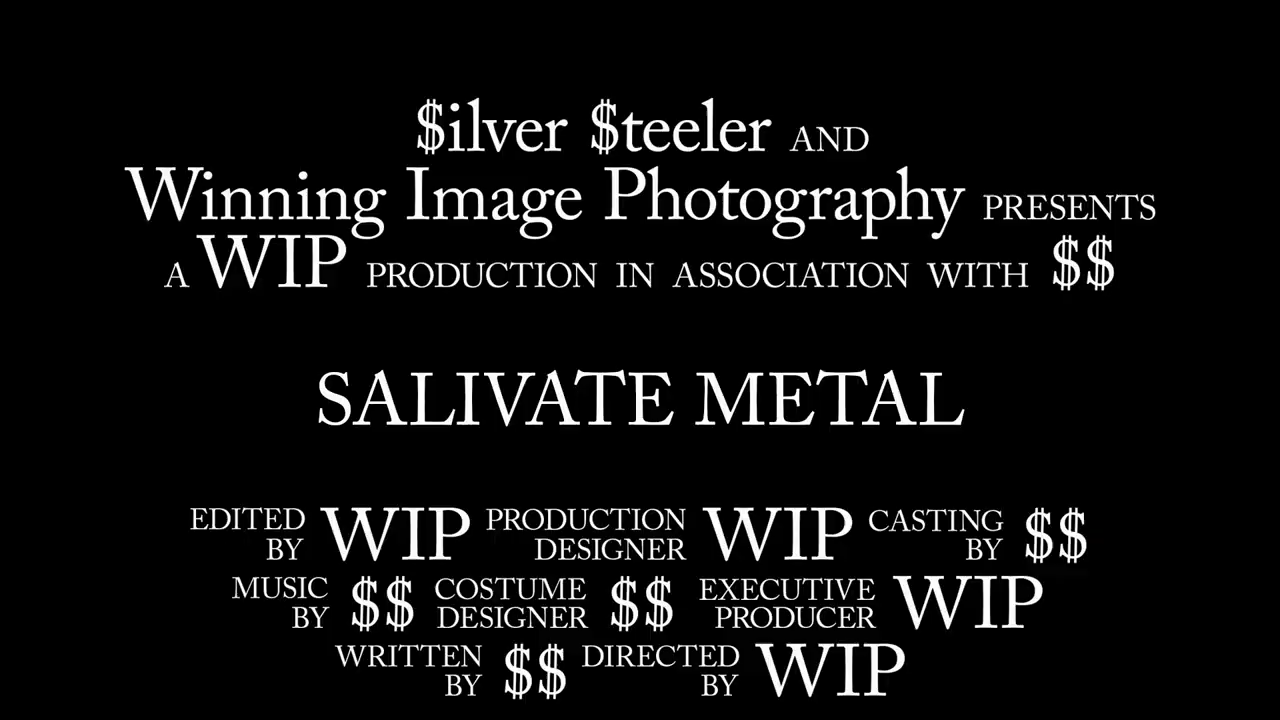 $ilver $teeler AND
Winning Image Photography PRESENTS
A WIP PRODUCTION IN ASSOCIATION WITH $$
SALIVATE METAL
EDITED BY WIP PRODUCTION DESIGNER WIP CASTING BY $$
MUSIC BY $$ COSTUME DESIGNER $$ EXECUTIVE PRODUCER WIP
WRITTEN BY $$ DIRECTED BY WIP